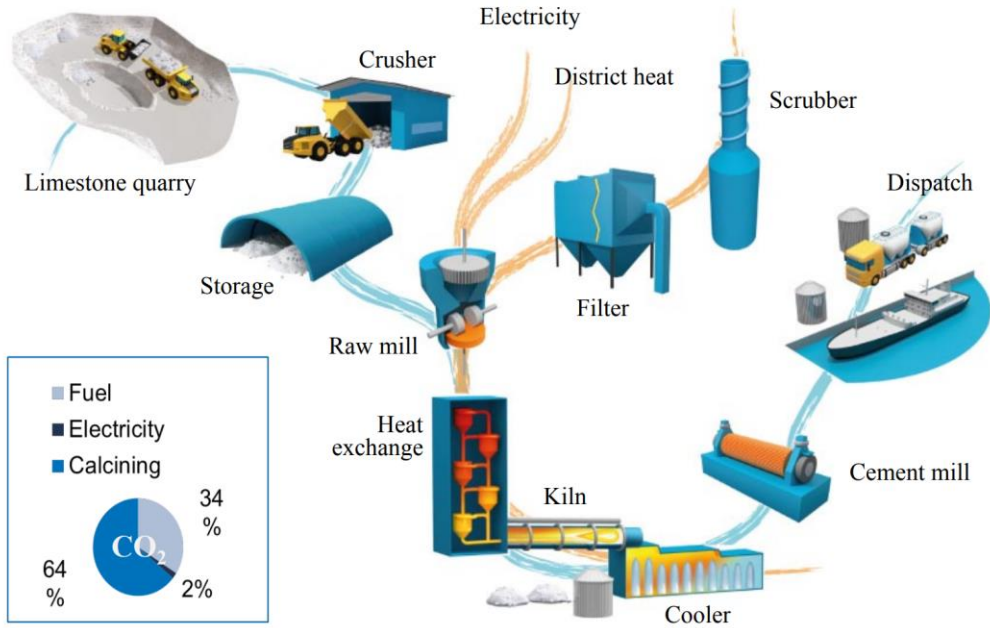 Electricity
Crusher
District heat
Scrubber
Limestone quarry
Dispatch
Storage
Filter
Raw mill
Fuel
Electricity
Calcining
34
%
CO₂
64
%
2%
Heat
exchange
Kiln
Cement mill
Cooler